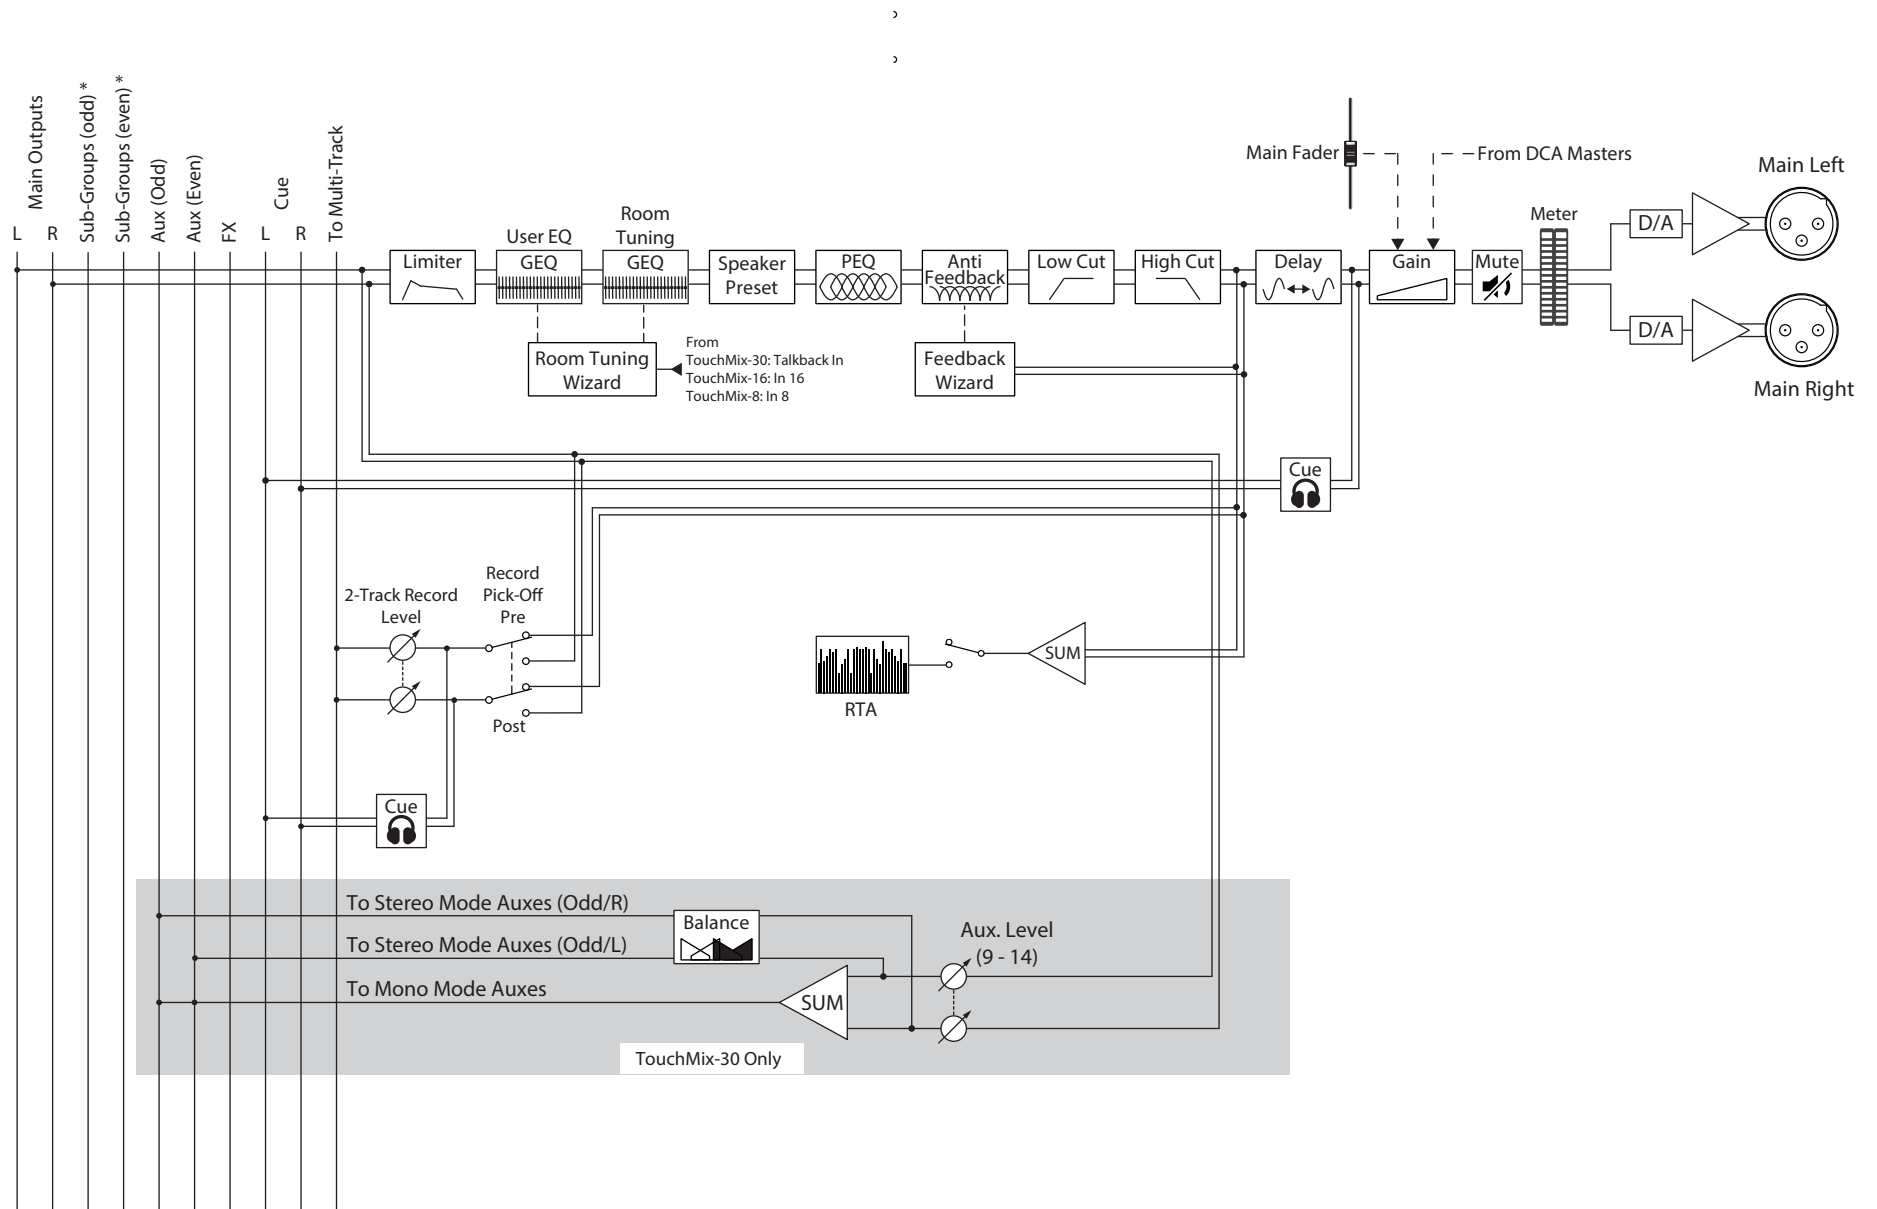 Main Outputs
L
R
Sub-Groups (odd) *
Sub-Groups (even) *
Aux (Odd)
Aux (Even)
FX
Cue
L
R
To Multi-Track
Main Fader
From DCA Masters
Main Left
Meter
D/A
User EQ
Room
Tuning
Limiter
GEQ
GEQ
Speaker
Preset
PEQ
Anti
Feedback
Low Cut
High Cut
Delay
Gain
Mute
D/A
Main Right
Room Tuning
Wizard
From
TouchMix-30: Talkback In
TouchMix-16: In 16
TouchMix-8: In 8
Feedback
Wizard
Cue
2-Track Record
Level
Record
Pick-Off
Pre
Post
SUM
RTA
Cue
To Stereo Mode Auxes (Odd/R)
To Stereo Mode Auxes (Odd/L)
To Mono Mode Auxes
Balance
SUM
Aux. Level
(9 - 14)
TouchMix-30 Only